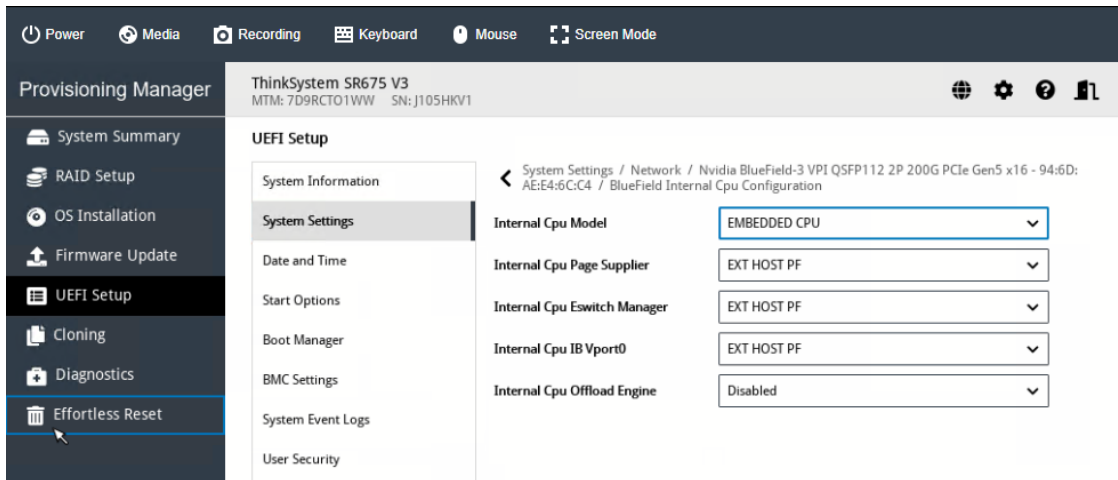 Power Media Recording Keyboard Mouse Screen Mode
Provisioning Manager
ThinkSystem SR675 V3
MTM: 7D9RCTO1WW SN: J105HKV1
System Summary
RAID Setup
OS Installation
Firmware Update
UEFI Setup
Cloning
Diagnostics
Effortless Reset
UEFI Setup
System Information
System Settings
Date and Time
Start Options
Boot Manager
BMC Settings
System Event Logs
User Security
System Settings / Network / Nvidia BlueField-3 VPI QSFP112 2P 200G PCIe Gen5 x16 - 94:6D:
AE:E4:6C:C4 / BlueField Internal Cpu Configuration
Internal Cpu Model EMBEDDED CPU
Internal Cpu Page Supplier EXT HOST PF
Internal Cpu Eswitch Manager EXT HOST PF
Internal Cpu IB Vport0 EXT HOST PF
Internal Cpu Offload Engine Disabled